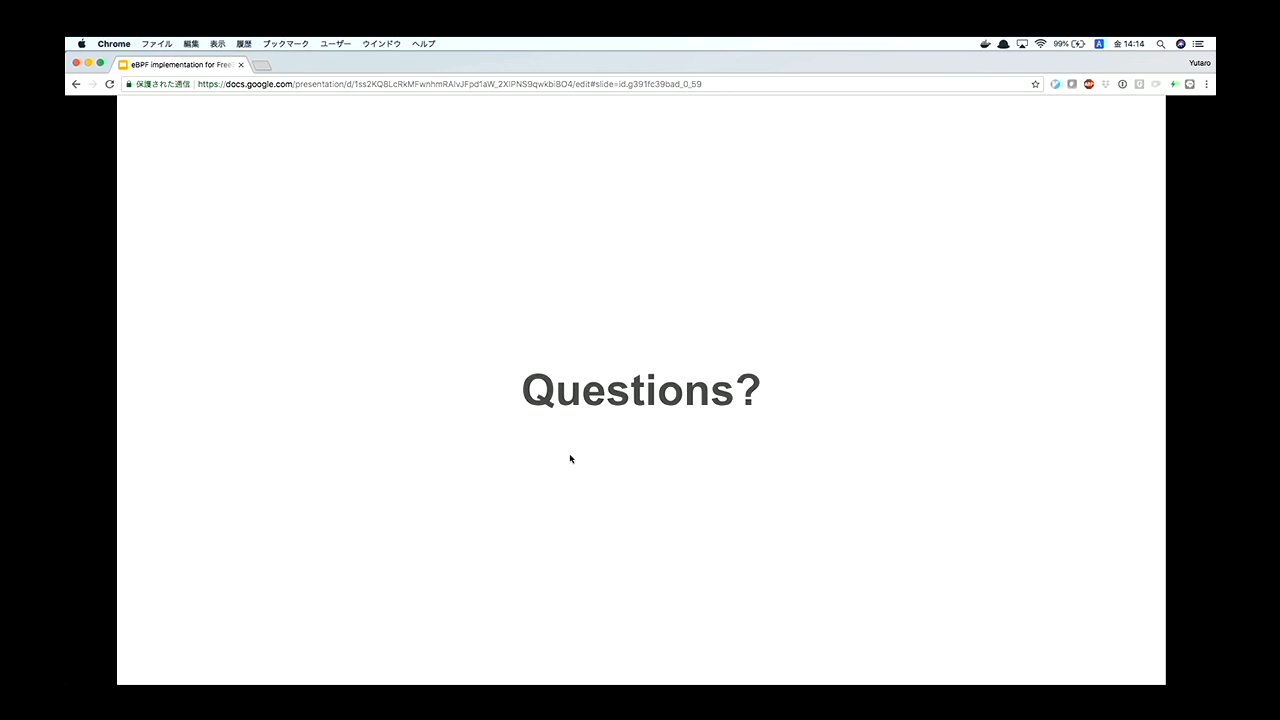 Chrome ファイル 編集 表示 履歴 ブックマーク ユーザー ウインドウ ヘルプ 99% A 金 14:14
eBPF implementation for Free
Yutaro
保護された通信 https://docs.google.com/presentation/d/1ss2KQ8LcRkMFwnhmRAlvJFpd1aW_2XlPNS9qwkbiBO4/edit#slide=id.g391fc39bad_0_59
Questions?